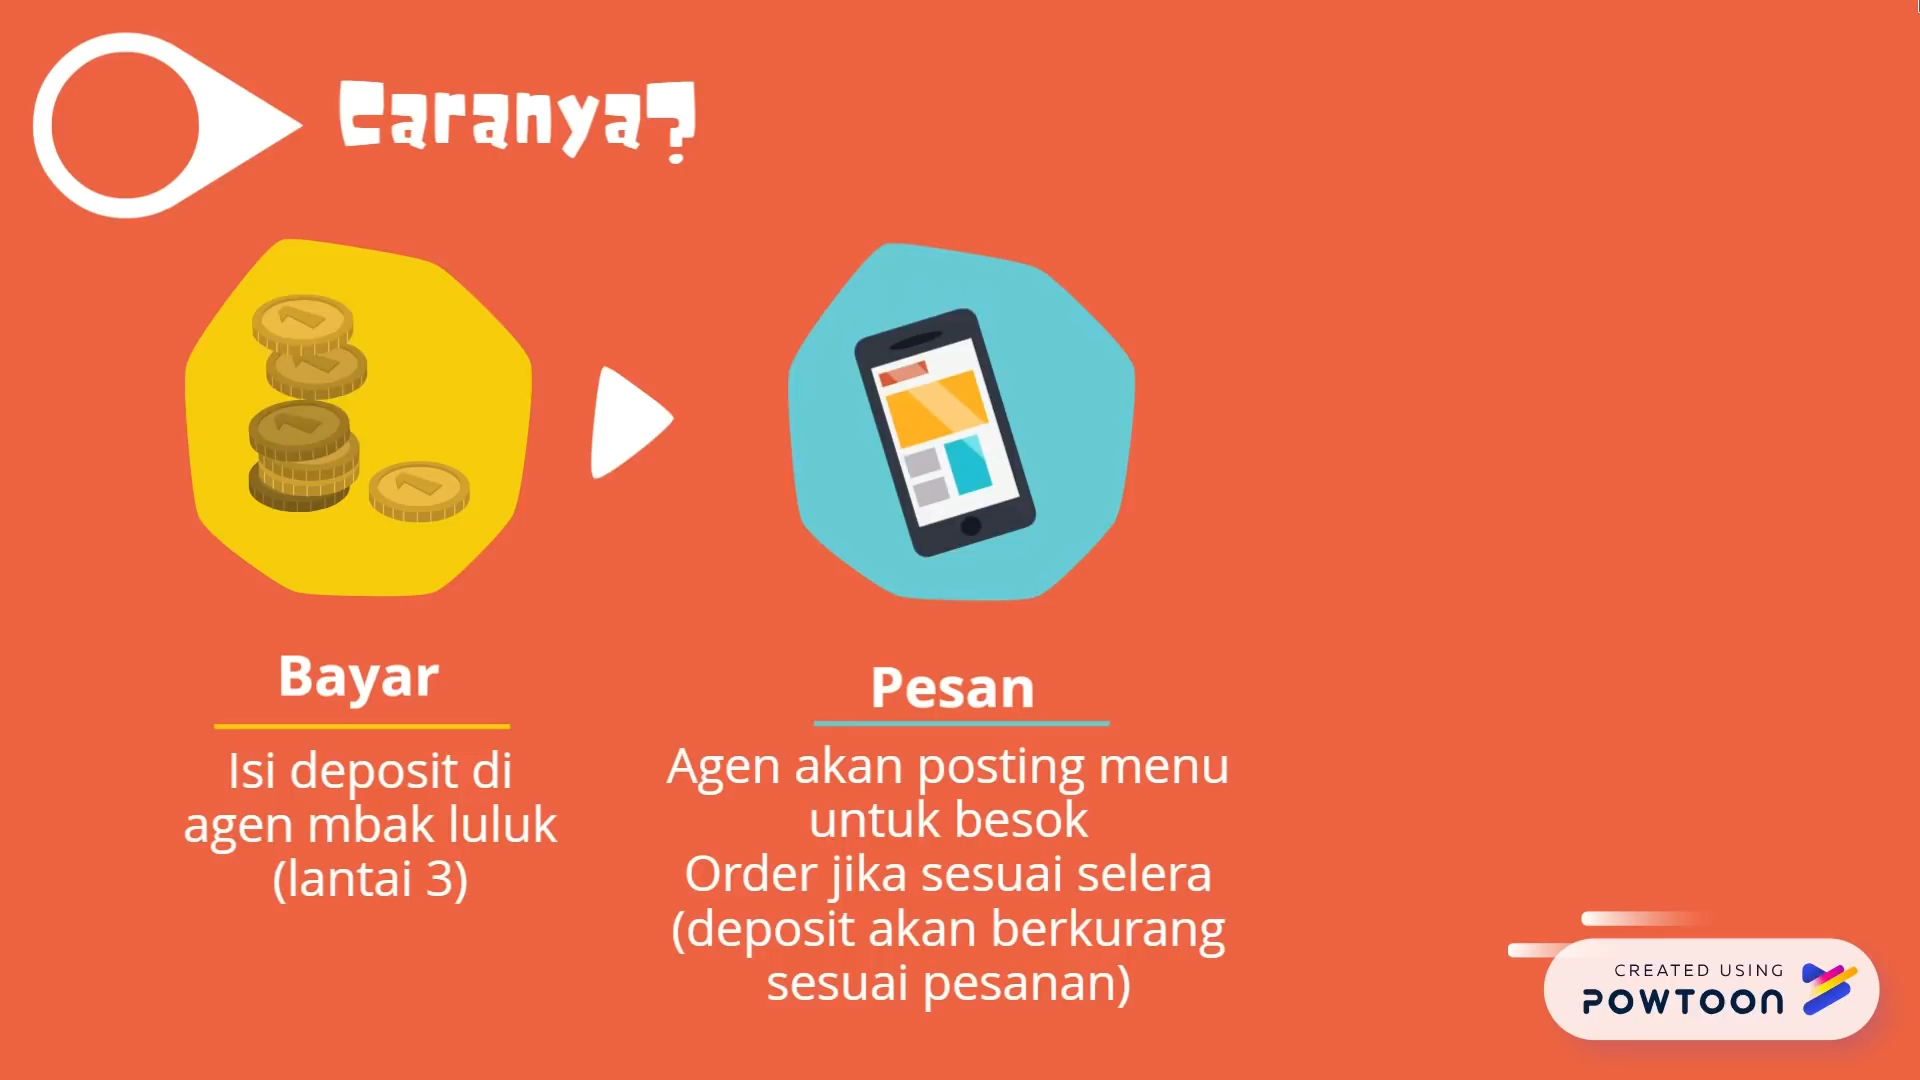 Caranya?
Bayar
Isi deposit di
agen mbak luluk
(lantai 3)
Pesan
Agen akan posting menu
untuk besok
Order jika sesuai selera
(deposit akan berkurang
sesuai pesanan)
CREATED USING
POWTOON